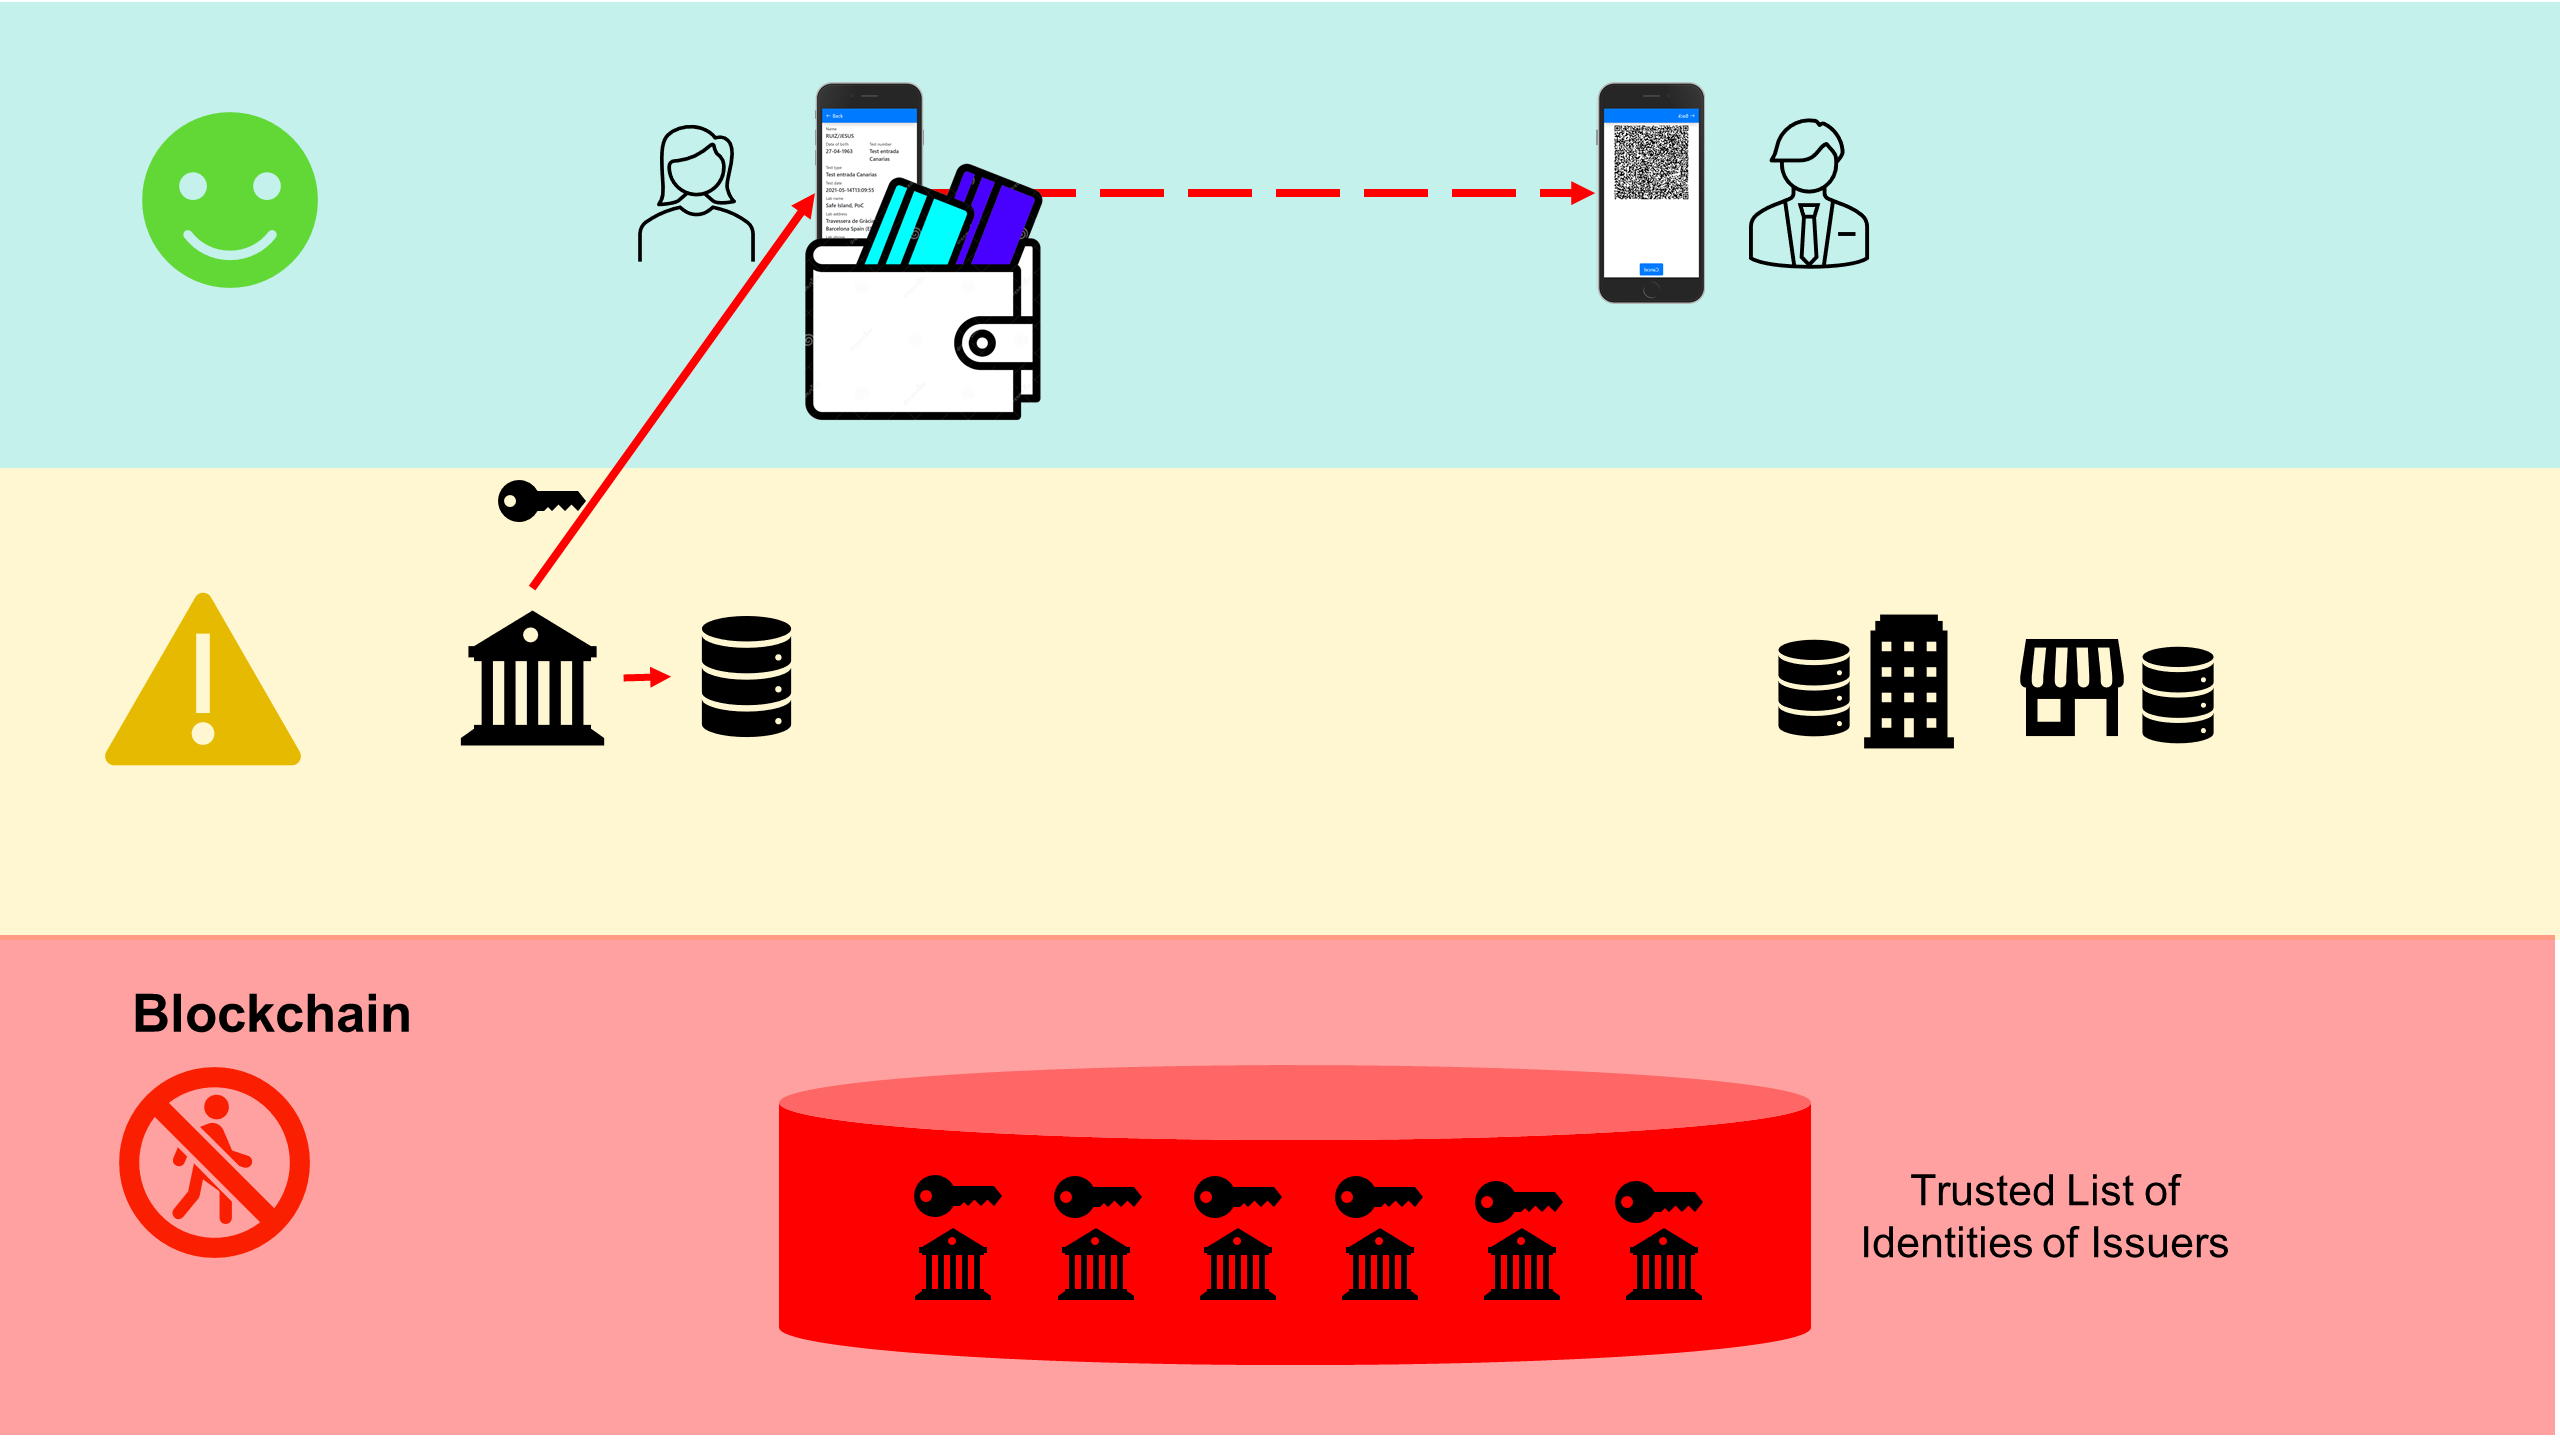 ← Back
Name
RUIZ/JESUS
Date of birth Test number
27-04-1963 Test entrada
Canarias
Test type
Test entrada Canarias
Test date
2021-05-14T13:09:55
Lab name
Safe Island, PoC
Lab address
Travessera de Gràcia
Barcelona Spain
← Back
Cancel
Blockchain
Trusted List of
Identities of Issuers